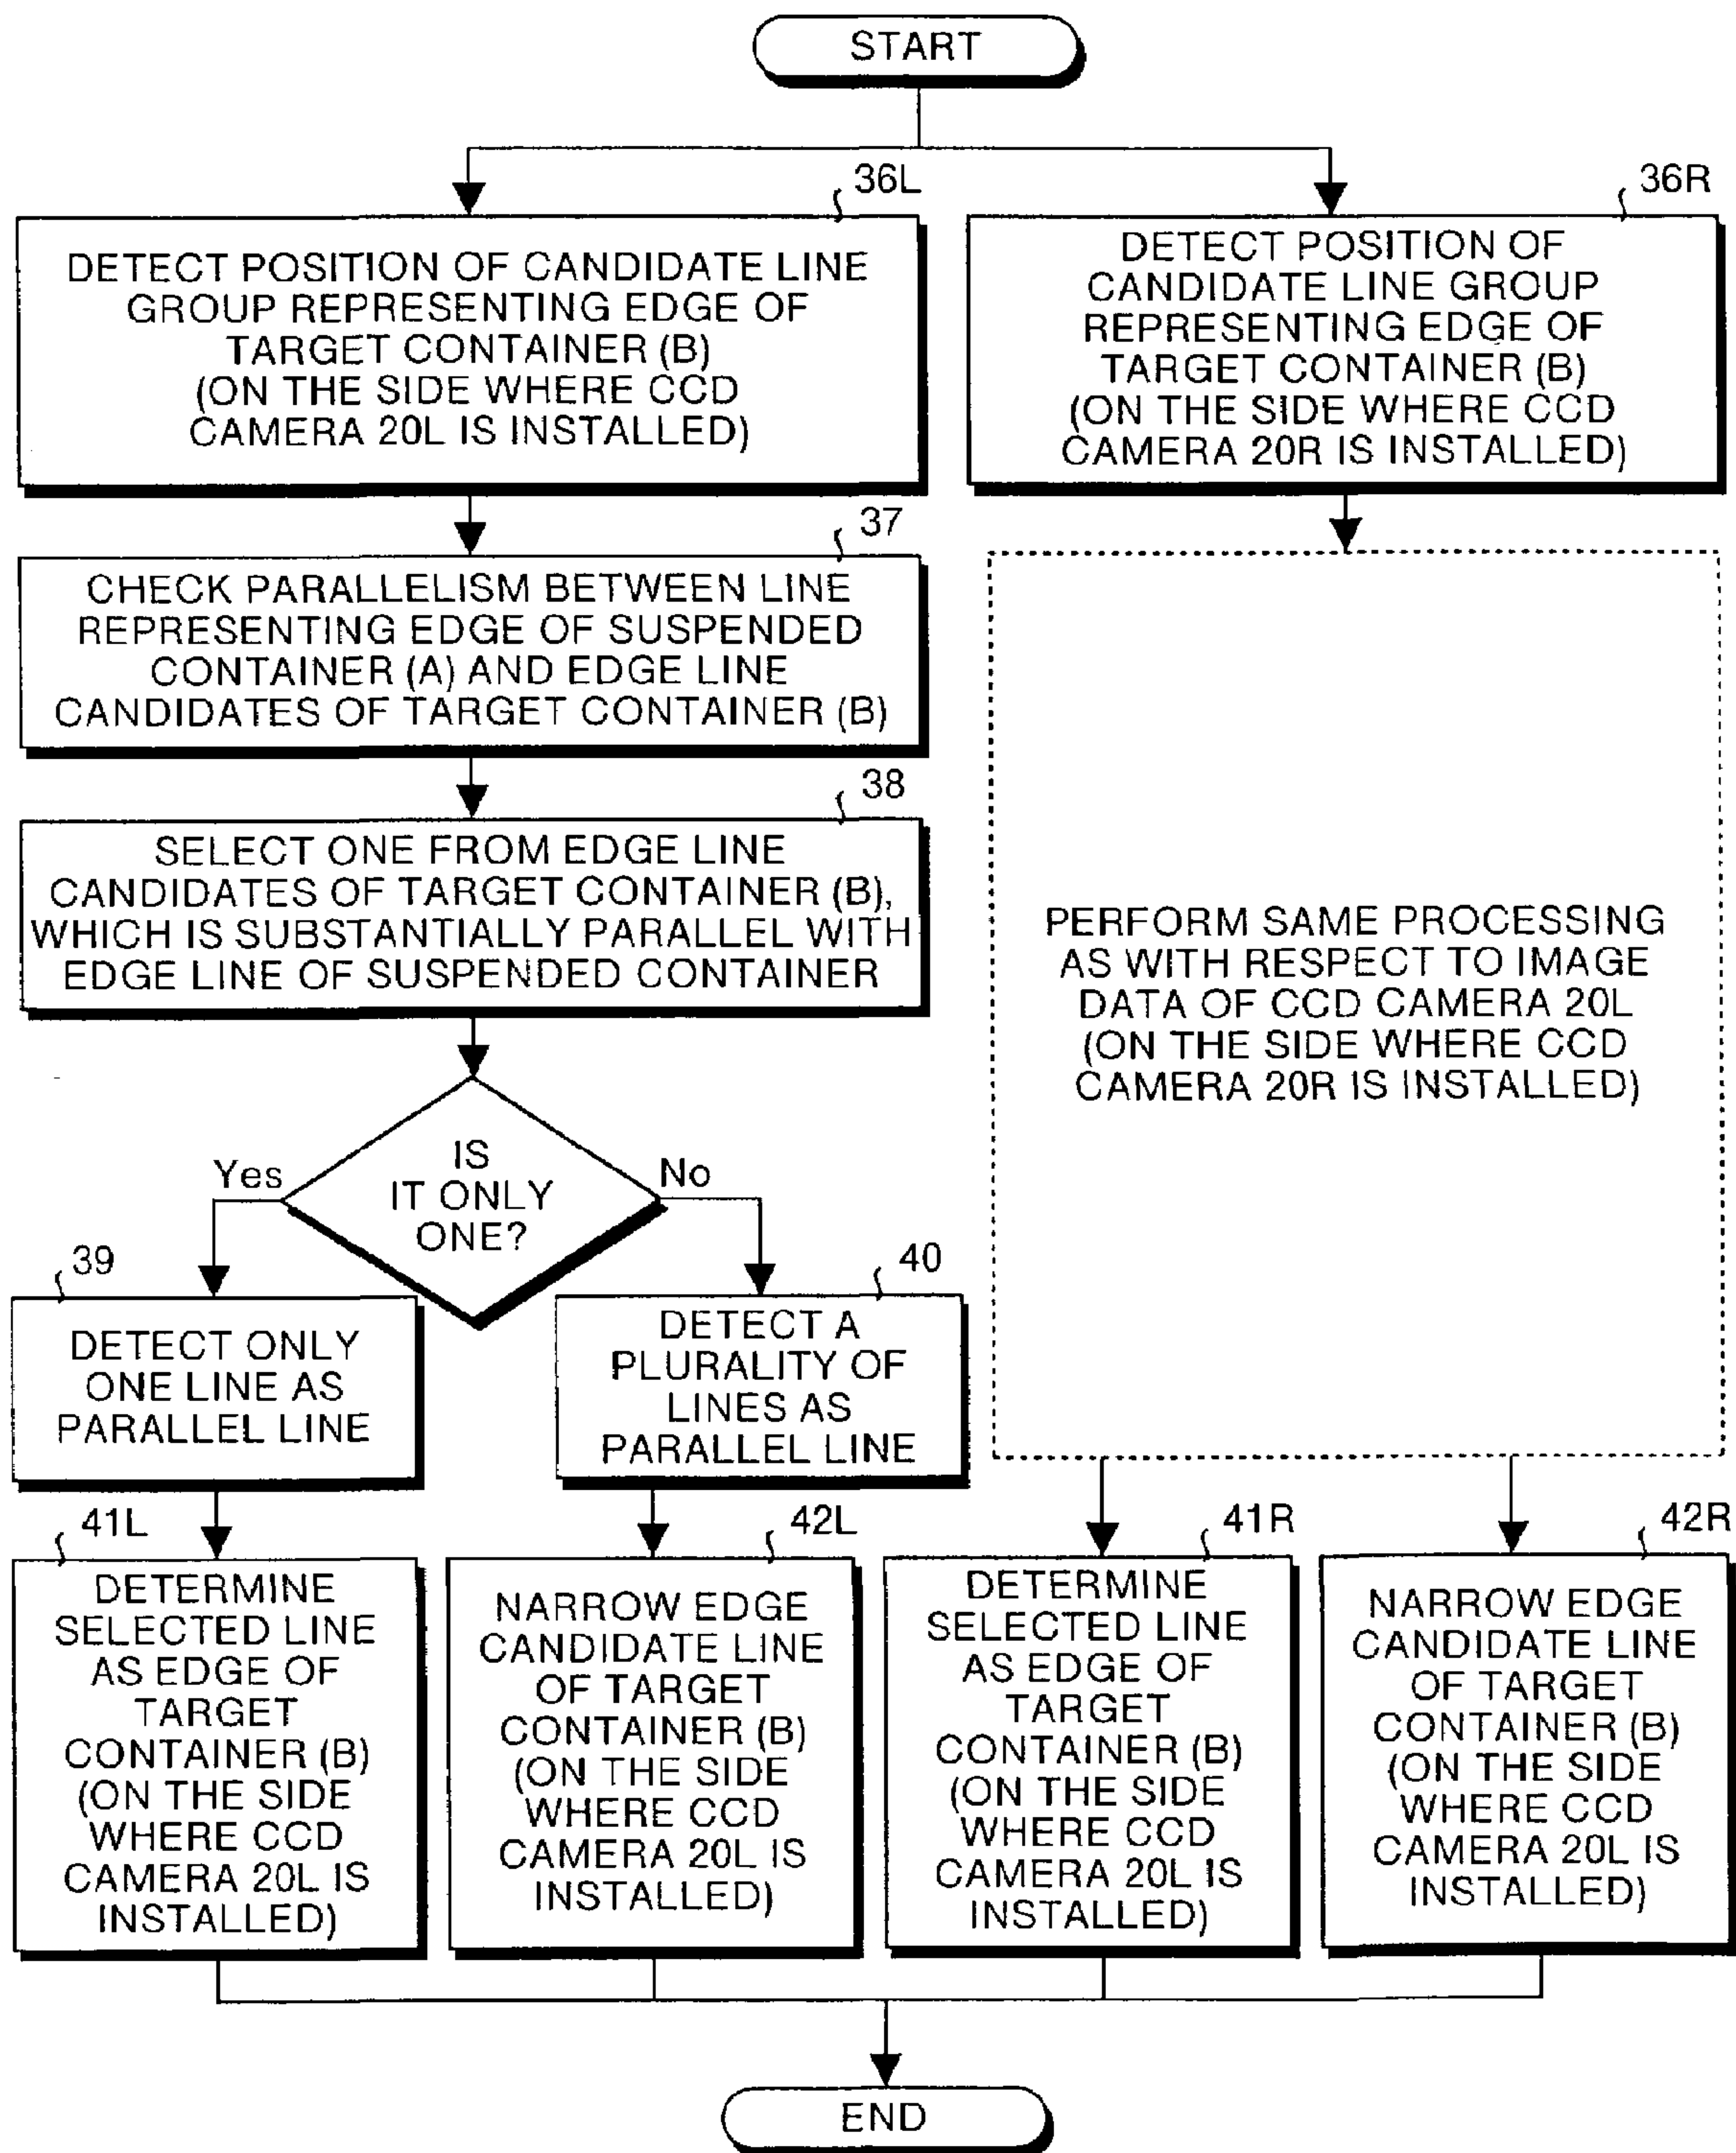 START
36L
DETECT POSITION OF CANDIDATE LINE
GROUP REPRESENTING EDGE OF
TARGET CONTAINER (B)
(ON THE SIDE WHERE CCD
CAMERA 20L IS INSTALLED)
36R
DETECT POSITION OF
CANDIDATE LINE GROUP
REPRESENTING EDGE OF
TARGET CONTAINER (B)
(ON THE SIDE WHERE CCD
CAMERA 20R IS INSTALLED)
37
CHECK PARALLELISM BETWEEN LINE
REPRESENTING EDGE OF SUSPENDED
CONTAINER (A) AND EDGE LINE
CANDIDATES OF TARGET CONTAINER (B)
38
SELECT ONE FROM EDGE LINE
CANDIDATES OF TARGET CONTAINER (B),
WHICH IS SUBSTANTIALLY PARALLEL WITH
EDGE LINE OF SUSPENDED CONTAINER
PERFORM SAME PROCESSING
AS WITH RESPECT TO IMAGE
DATA OF CCD CAMERA 20L
(ON THE SIDE WHERE CCD
CAMERA 20R IS INSTALLED)
IS
IT ONLY
ONE?
Yes
No
39
DETECT ONLY
ONE LINE AS
PARALLEL LINE
40
DETECT A
PLURALITY OF
LINES AS
PARALLEL LINE
41L
DETERMINE
SELECTED LINE
AS EDGE OF
TARGET
CONTAINER (B)
(ON THE SIDE
WHERE CCD
CAMERA 20L IS
INSTALLED)
42L
NARROW EDGE
CANDIDATE LINE
OF TARGET
CONTAINER (B)
(ON THE SIDE
WHERE CCD
CAMERA 20L IS
INSTALLED)
41R
DETERMINE
SELECTED LINE
AS EDGE OF
TARGET
CONTAINER (B)
(ON THE SIDE
WHERE CCD
CAMERA 20L IS
INSTALLED)
42R
NARROW EDGE
CANDIDATE LINE
OF TARGET
CONTAINER (B)
(ON THE SIDE
WHERE CCD
CAMERA 20L IS
INSTALLED)
END